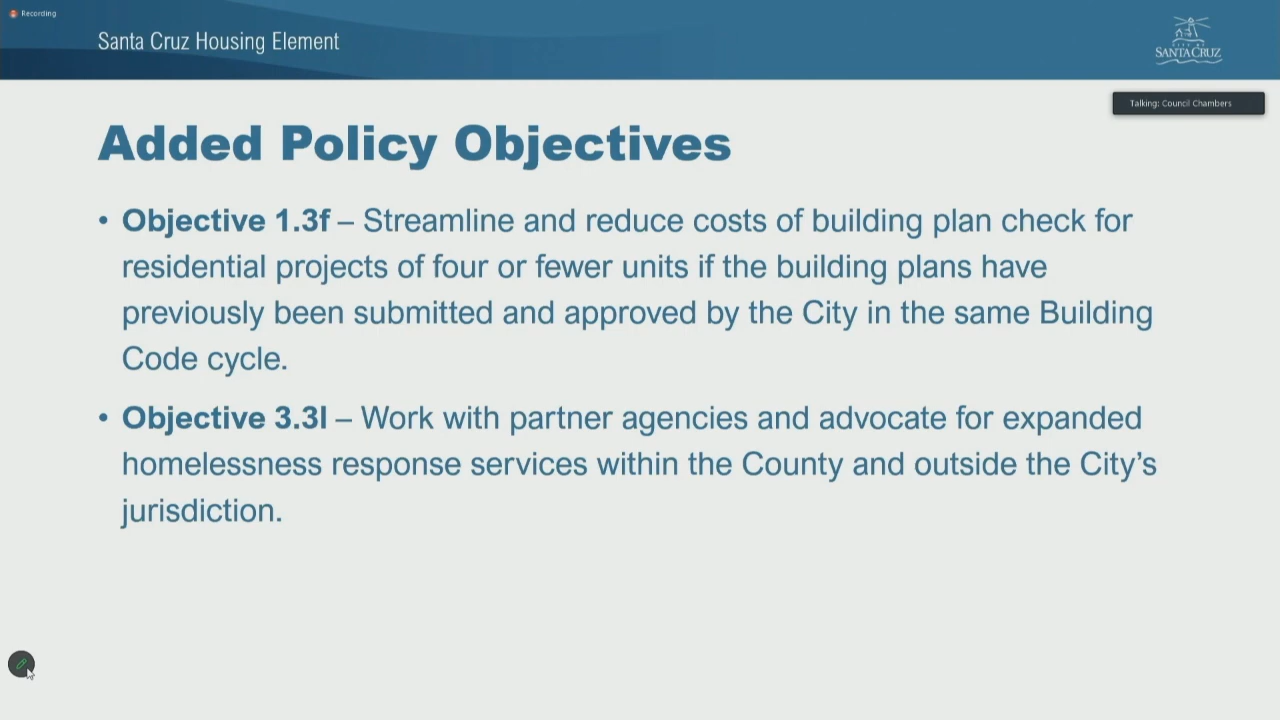 Recording
Santa Cruz Housing Element
CITY OF
SANTA CRUZ
Talking: Council Chambers
Added Policy Objectives
• Objective 1.3f – Streamline and reduce costs of building plan check for
residential projects of four or fewer units if the building plans have
previously been submitted and approved by the City in the same Building
Code cycle.
• Objective 3.3l – Work with partner agencies and advocate for expanded
homelessness response services within the County and outside the City’s
jurisdiction.